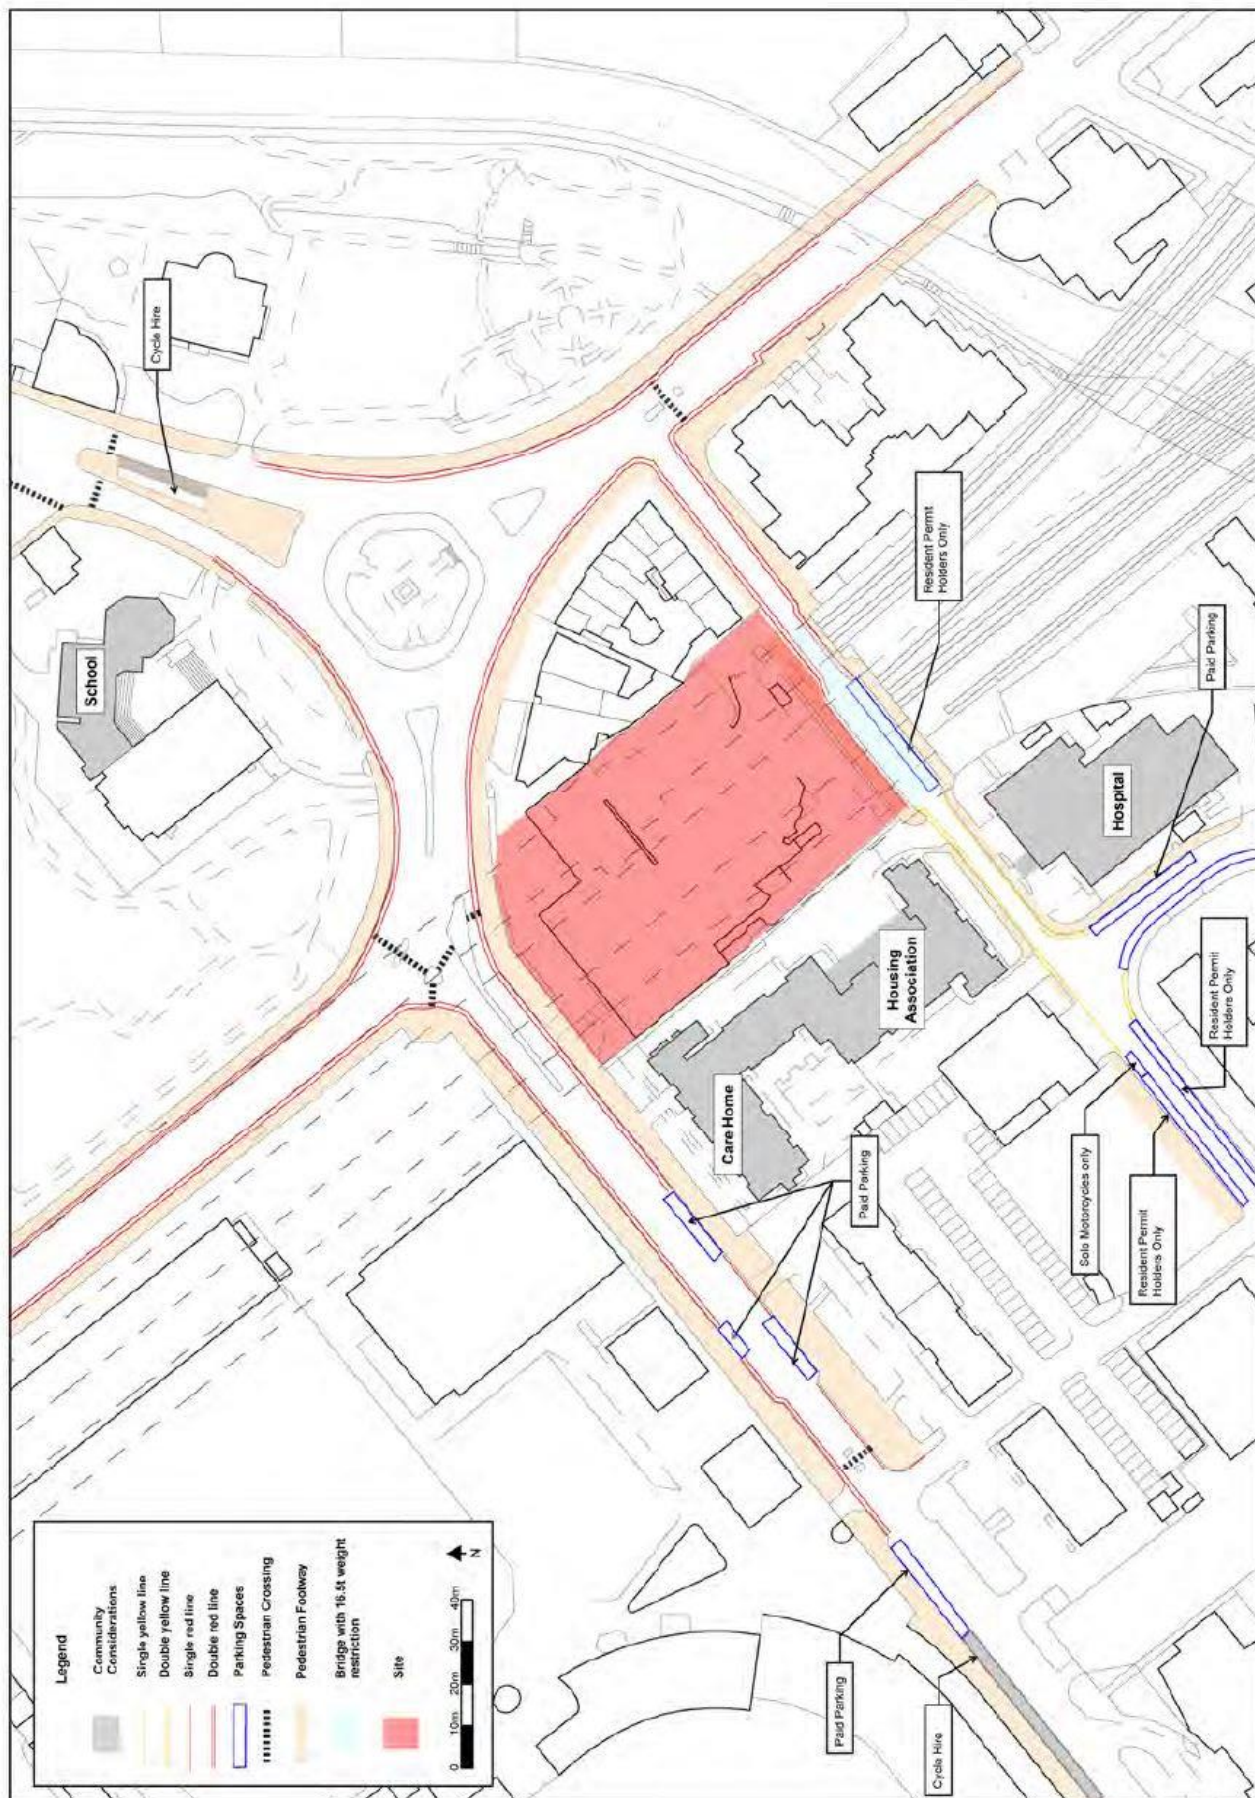 Legend
Community
Considerations
Single yellow line
Double yellow line
Single red line
Double red line
Parking Spaces
Pedestrian Crossing
Pedestrian Footway
Bridge with 16.5t weight
restriction
Site
0 10m 20m 30m 40m
N
School
Cycle Hire
Care Home
Housing
Association
Hospital
Paid Parking
Resident Permit
Holders Only
Paid Parking
Resident Permit
Holders Only
Solo Motorcycles only
Resident Permit
Holders Only
Paid Parking
Cycle Hire